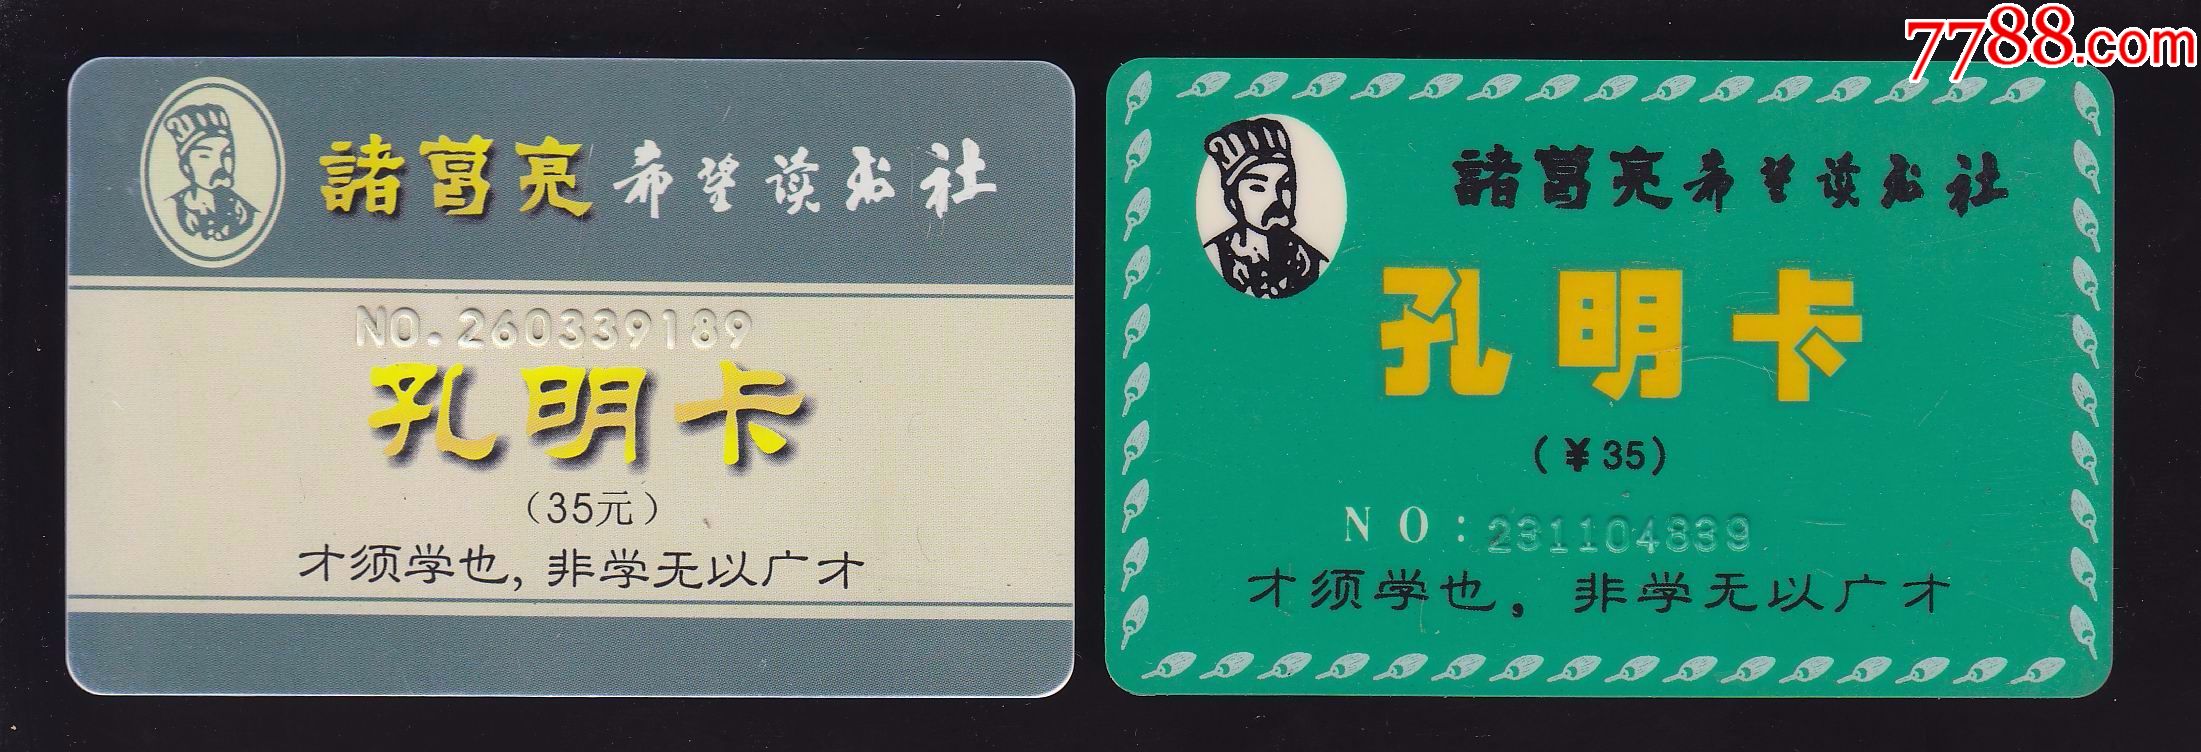 7788.com
諸葛亮希望读书社
NO.260339189
孔明卡
（35元）
才须学也，非学无以广才
諸葛亮希望读书社
孔明卡
（¥35）
NO：231104839
才须学也，非学无以广才